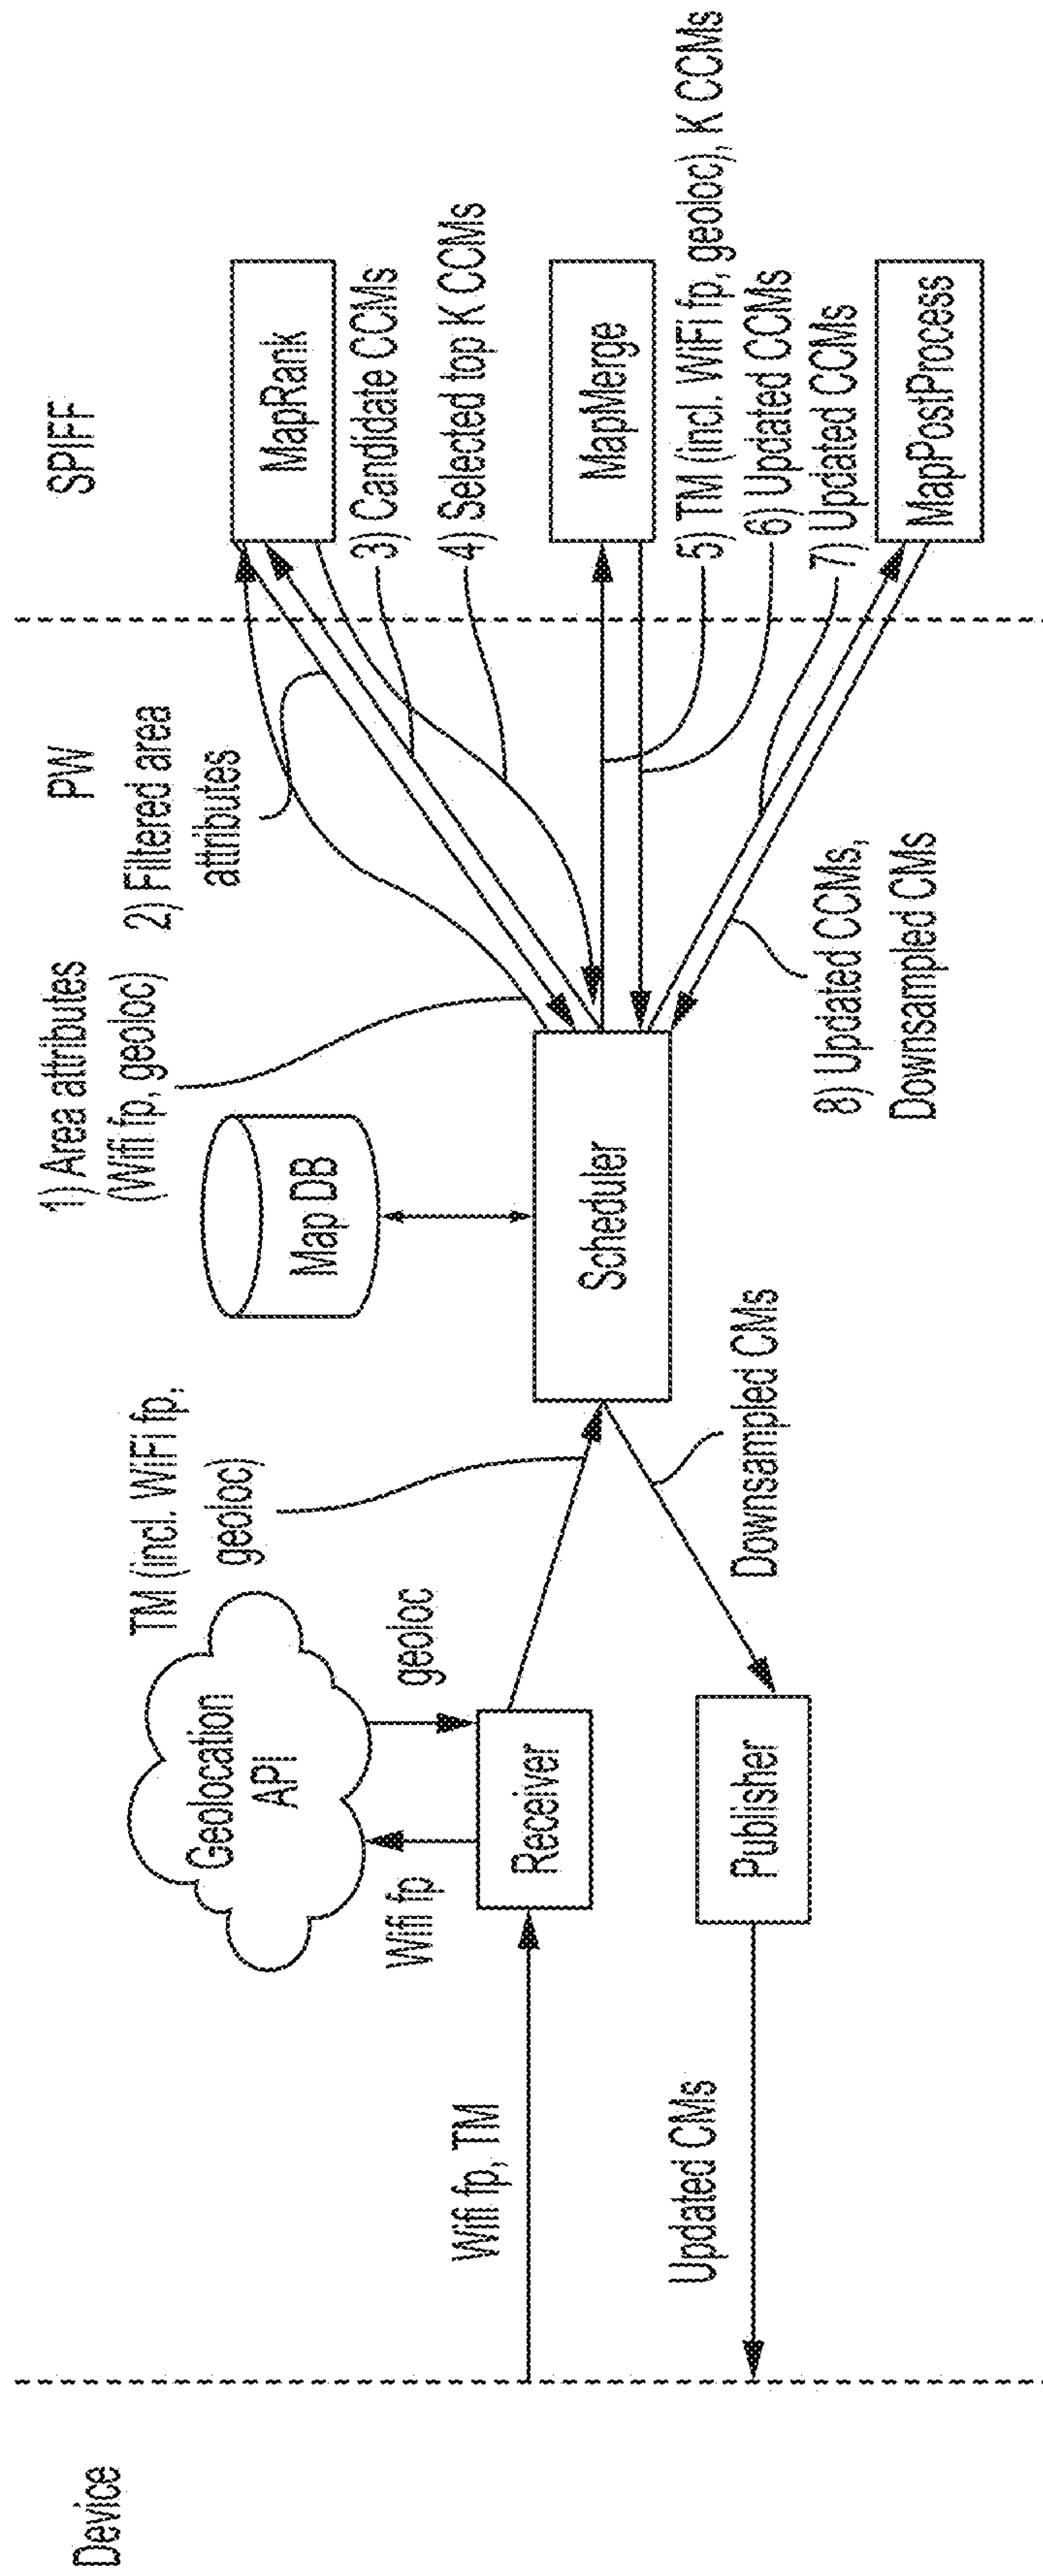 Device
PW
SPIFF
Wifi fp, TM
Updated CMs
Geolocation
API
Wifi fp
geoloc
Receiver
Publisher
TM (incl. WiFi fp,
geoloc)
Downsampled CMs
Map DB
Scheduler
1) Area attributes
(Wifi fp, geoloc)
2) Filtered area
attributes
8) Updated CCMs,
Downsampled CMs
MapRank
3) Candidate CCMs
4) Selected top K CCMs
MapMerge
5) TM (incl. WiFi fp, geoloc), K CCMs
6) Updated CCMs
7) Updated CCMs
MapPostProcess